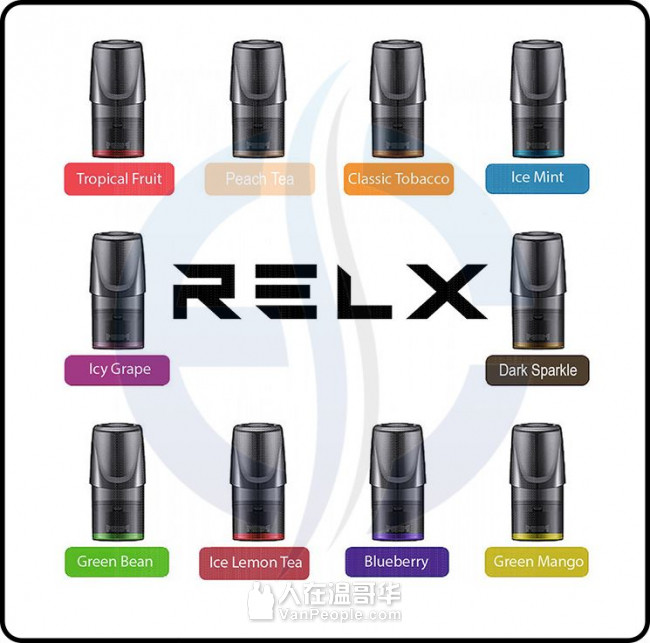 Tropical Fruit
Peach Tea
Classic Tobacco
Ice Mint
RELX
Icy Grape
Dark Sparkle
Green Bean
Ice Lemon Tea
Blueberry
Green Mango
人在温哥华
VanPeople.com